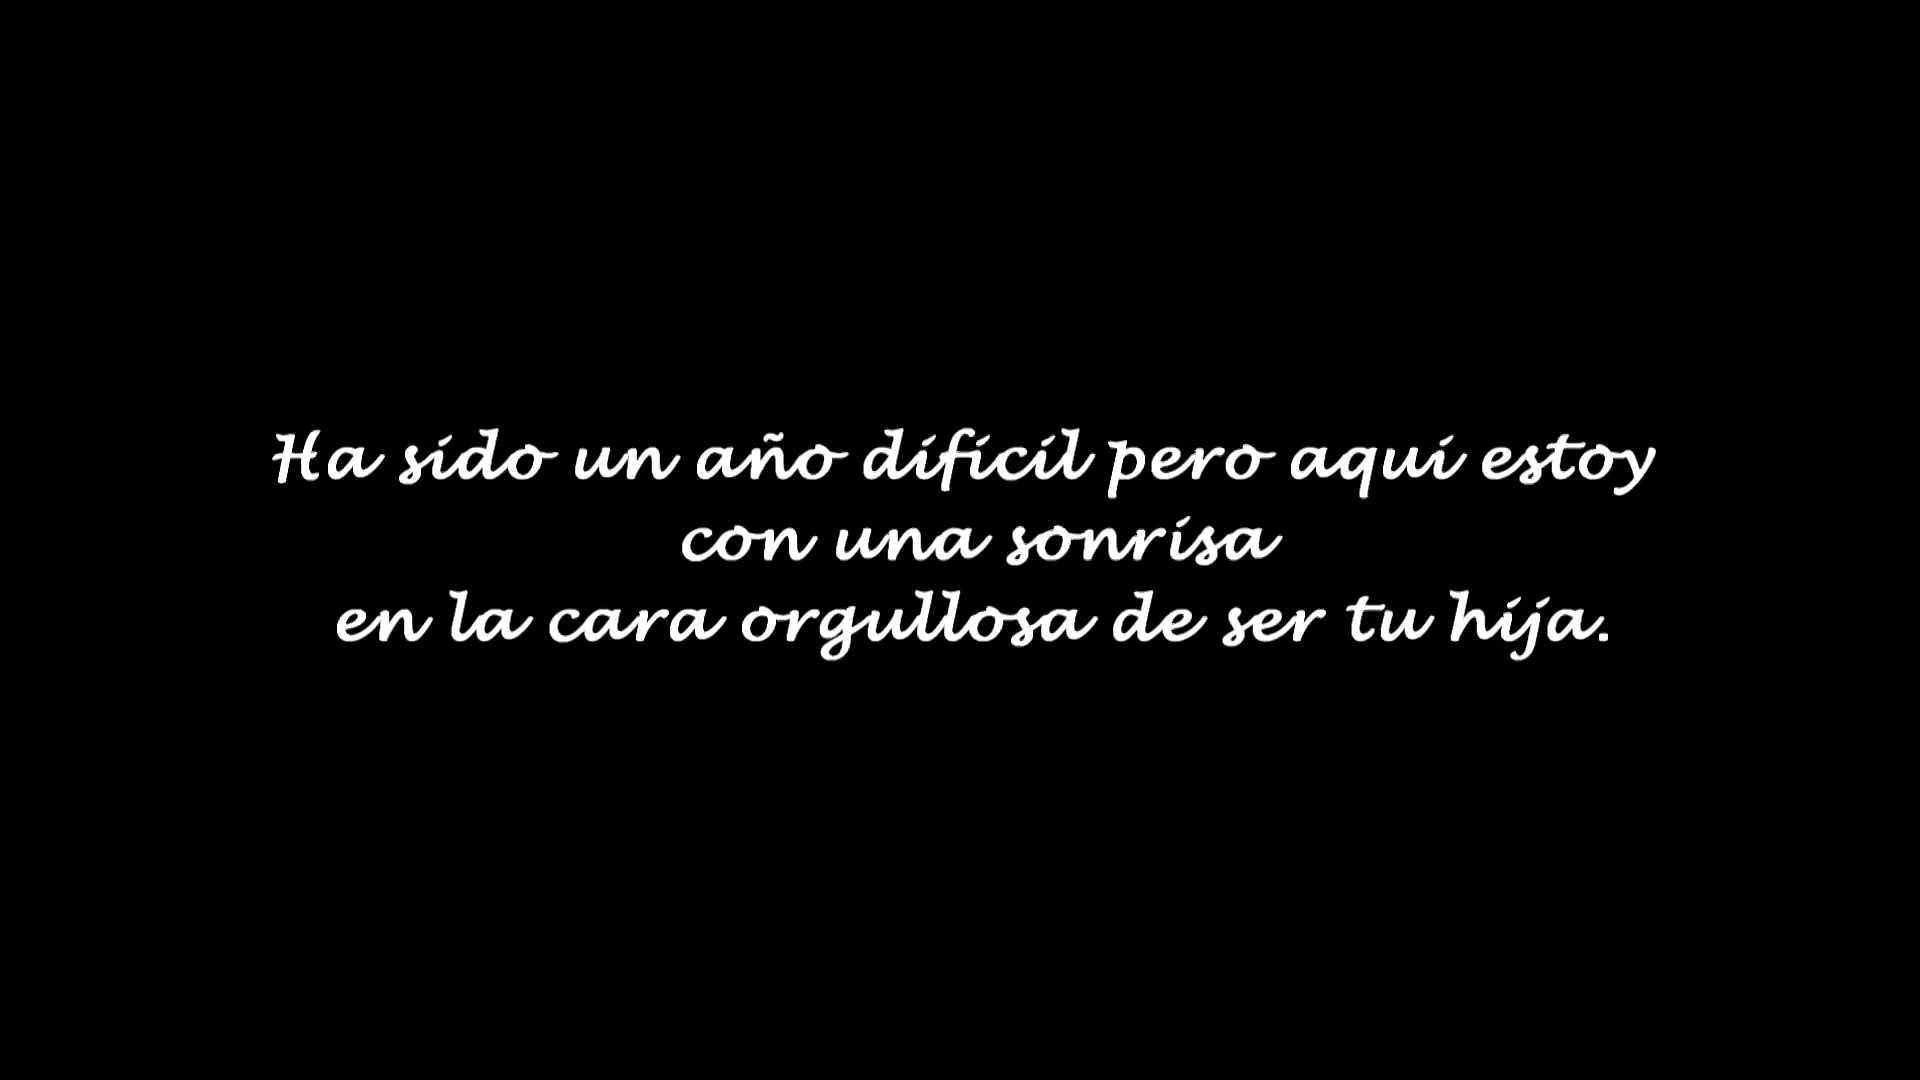 Ha sido un año difícil pero aquí estoy
con una sonrisa
en la cara orgullosa de ser tu hija.